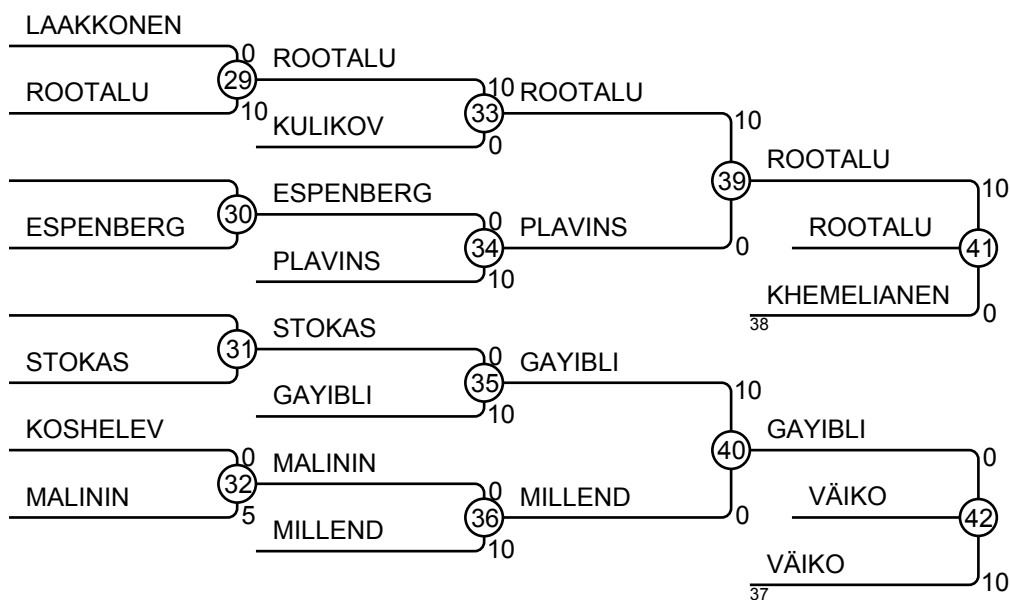 LAAKKONEN
0
29
ROOTALU
10
ROOTALU
10
33
KULIKOV
0
ROOTALU
10
30
ESPENBERG
ESPENBERG
0
34
PLAVINS
10
PLAVINS
0
39
ROOTALU
10
ROOTALU
41
KHEMELIANEN
38
0
31
STOKAS
STOKAS
0
35
GAYIBLI
10
GAYIBLI
10
KOSHELEV
0
32
MALININ
5
MALININ
0
36
MILLEND
10
MILLEND
0
40
GAYIBLI
0
VÄIKO
42
VÄIKO
37
10